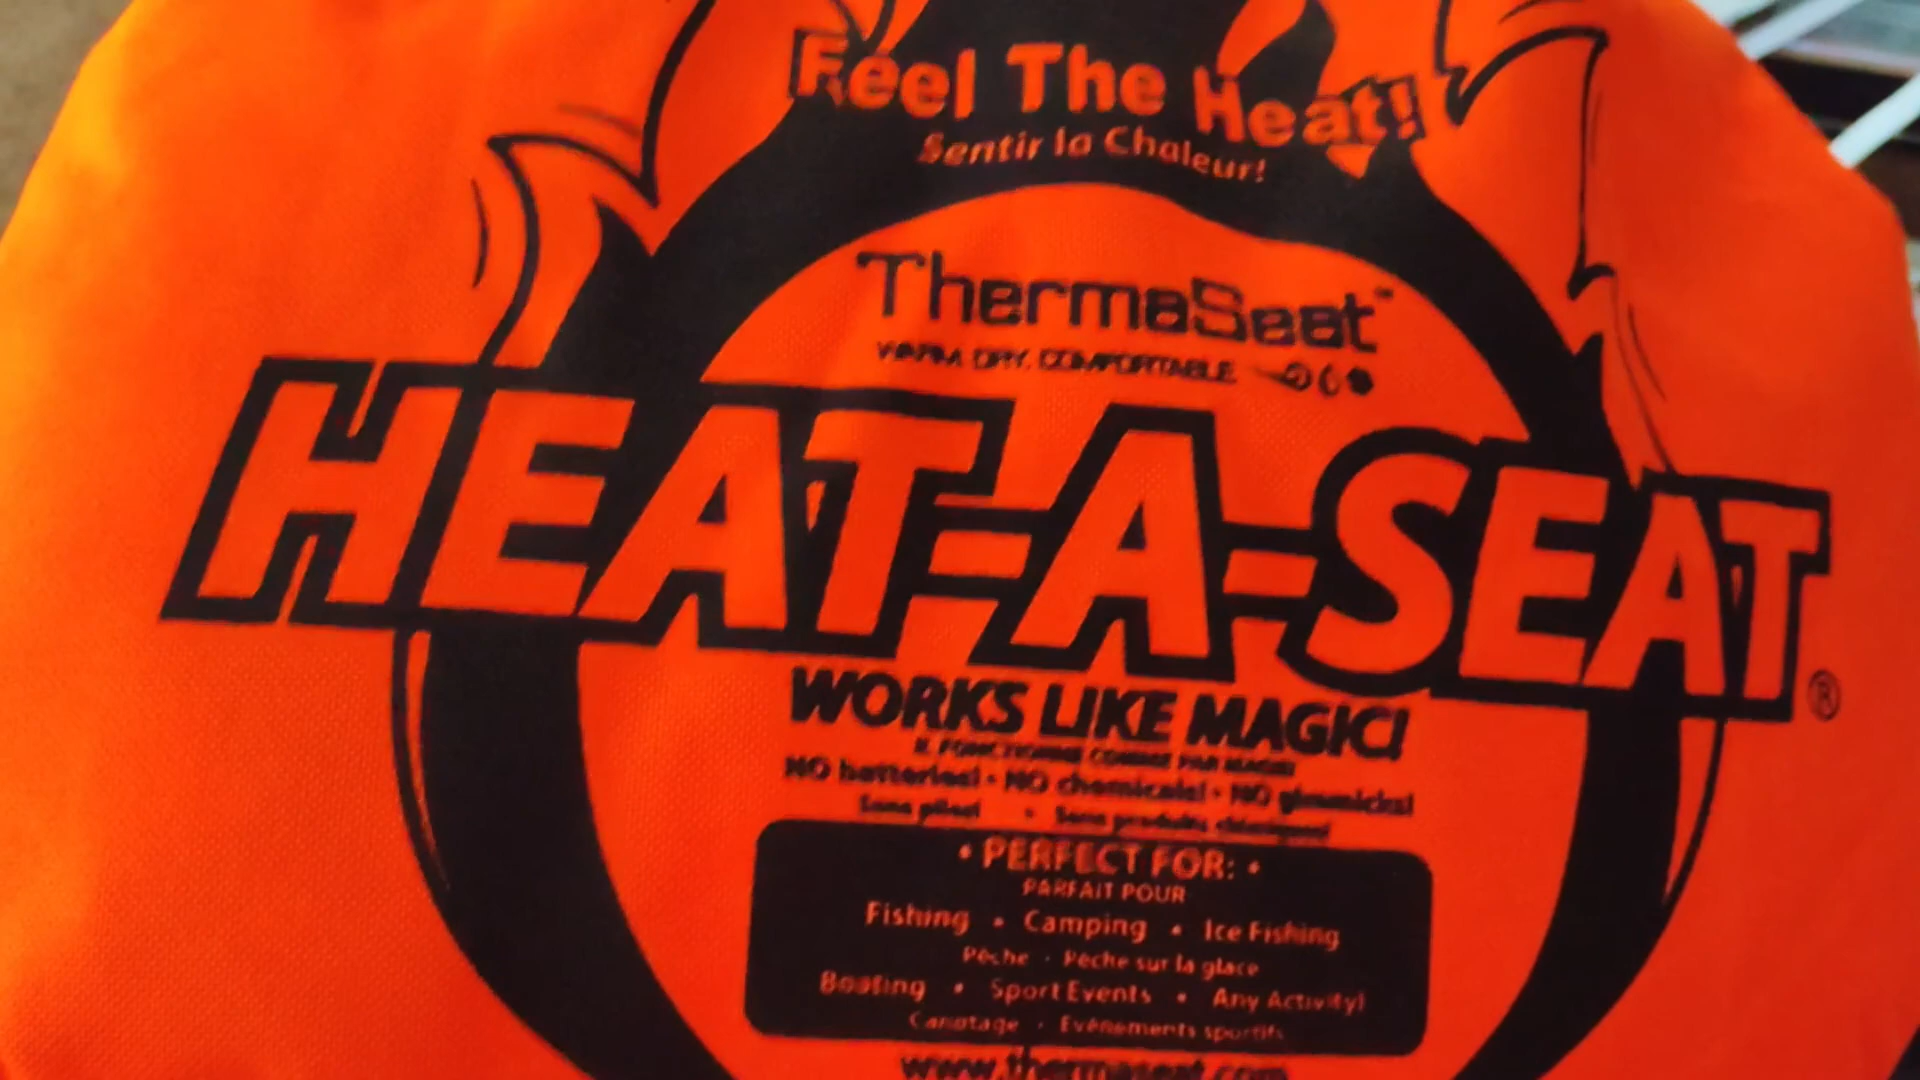 Feel The Heat!
Sentir la Chaleur!
ThermaSeat™
WARM. DRY. COMFORTABLE.
HEAT-A-SEAT®
WORKS LIKE MAGIC!
IL FONCTIONNE COMME PAR MAGIE!
NO batteries! • NO chemicals! • NO gimmicks!
Sans piles! • Sans produits chimiques!
• PERFECT FOR: •
PARFAIT POUR
Fishing • Camping • Ice Fishing
Pêche • Pêche sur la glace
Boating • Sport Events • Any Activity!
Canotage • Evénements sportifs
www.thermaseat.com